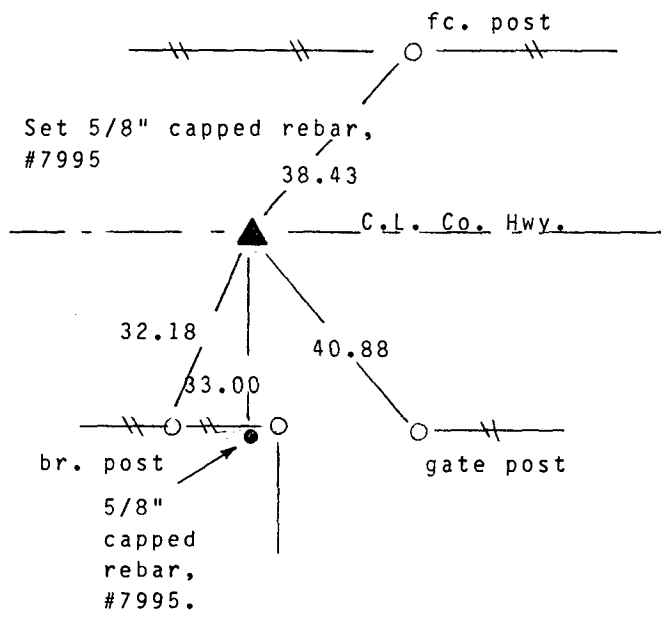 fc. post
Set 5/8" capped rebar,
#7995
38.43
C.L. Co. Hwy.
32.18
40.88
33.00
br. post
gate post
5/8"
capped
rebar,
#7995.